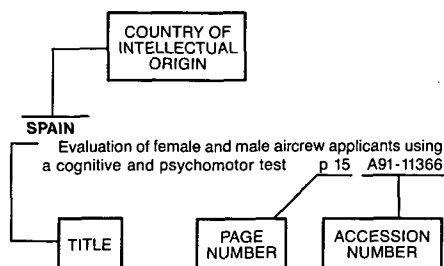 COUNTRY OF
INTELLECTUAL
ORIGIN
SPAIN
Evaluation of female and male aircrew applicants using
a cognitive and psychomotor test p 15 A91-11366
TITLE
PAGE
NUMBER
ACCESSION
NUMBER